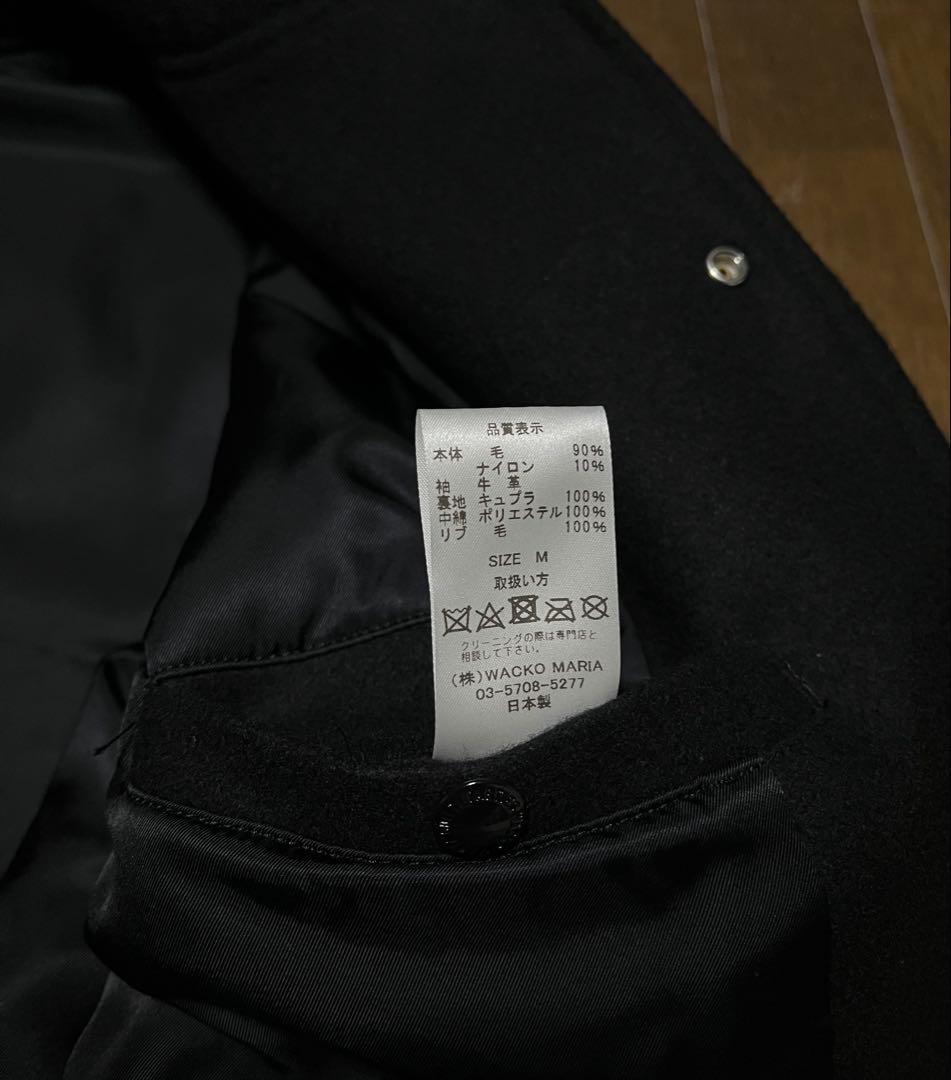 品質表示
本体 毛 90%
ナイロン 10%
袖 牛 革
裏地 キュプラ 100%
中綿 ポリエステル 100%
リブ 毛 100%
SIZE M
取扱い方
クリーニングの際は専門店と
相談して下さい。
(株)WACKO MARIA
03-5708-5277
日本製